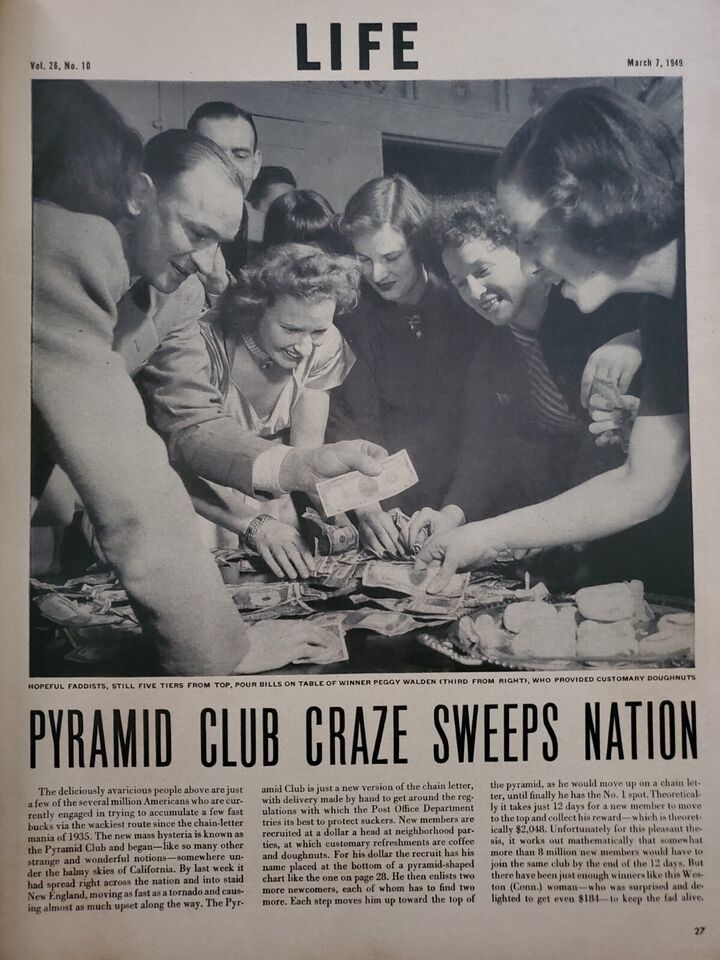 LIFE
Vol. 26, No. 10
March 7, 1949
HOPEFUL FADDISTS, STILL FIVE TIERS FROM TOP, POUR BILLS ON TABLE OF WINNER PEGGY WALDEN (THIRD FROM RIGHT), WHO PROVIDED CUSTOMARY DOUGHNUTS
PYRAMID CLUB CRAZE SWEEPS NATION
The deliciously avaricious people above are just
a few of the several million Americans who are cur-
rently engaged in trying to accumulate a few fast
bucks via the wackiest route since the chain-letter
mania of 1935. The new mass hysteria is known as
the Pyramid Club and began—like so many other
strange and wonderful notions—somewhere un-
der the balmy skies of California. By last week it
had spread right across the nation and into staid
New England, moving as fast as a tornado and caus-
ing almost as much upset along the way. The Pyr-
amid Club is just a new version of the chain letter,
with delivery made by hand to get around the reg-
ulations with which the Post Office Department
tries its best to protect suckers. New members are
recruited at a dollar a head at neighborhood par-
ties, at which customary refreshments are coffee
and doughnuts. For his dollar the recruit has his
name placed at the bottom of a pyramid-shaped
chart like the one on page 28. He then enlists two
more newcomers, each of whom has to find two
more. Each step moves him up toward the top of
the pyramid, as he would move up on a chain let-
ter, until finally he has the No. 1 spot. Theoretical-
ly it takes just 12 days for a new member to move
to the top and collect his reward—which is theoret-
ically $2,048. Unfortunately for this pleasant the-
sis, it works out mathematically that somewhat
more than 8 million new members would have to
join the same club by the end of the 12 days. But
there have been just enough winners like this Wes-
ton (Conn.) woman—who was surprised and de-
lighted to get even $184—to keep the fad alive.
27